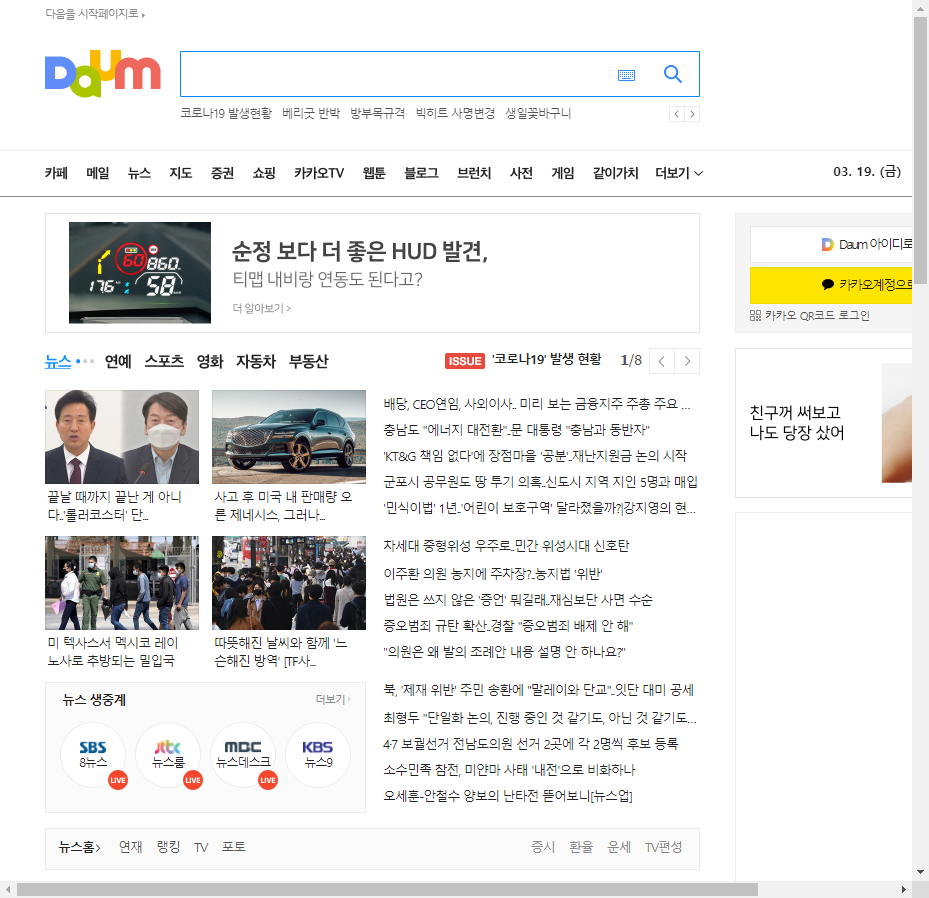 다음을 시작페이지로
Daum
코로나19 발생현황 베리굿 반박 방부목규격 빅히트 사명변경 생일꽃바구니
카페 메일 뉴스 지도 증권 쇼핑 카카오TV 웹툰 블로그 브런치 사전 게임 같이가치 더보기
03. 19. (금)
60 860
176 58
순정 보다 더 좋은 HUD 발견,
티맵 내비랑 연동도 된다고?
더 알아보기 >
Daum 아이디로
카카오계정으로
카카오 QR코드 로그인
뉴스 연예 스포츠 영화 자동차 부동산
ISSUE '코로나19' 발생 현황 1/8
친구꺼 써보고
나도 당장 샀어
끝날 때까지 끝난 게 아니
다..'롤러코스터' 단...
사고 후 미국 내 판매량 오
른 제네시스, 그러나...
미 텍사스서 멕시코 레이
노사로 추방되는 밀입국
따뜻해진 날씨와 함께 '느
슨해진 방역' [TF사...
배당, CEO연임, 사외이사.. 미리 보는 금융지주 주총 주요 ...
충남도 "에너지 대전환"..문 대통령 "충남과 동반자"
'KT&G 책임 없다'에 장점마을 '공분'..재난지원금 논의 시작
군포시 공무원도 땅 투기 의혹..신도시 지역 지인 5명과 매입
'민식이법' 1년..'어린이 보호구역' 달라졌을까?|강지영의 현...
차세대 중형위성 우주로..민간 위성시대 신호탄
이주환 의원 농지에 주차장?..농지법 '위반'
법원은 쓰지 않은 '증언' 뭐길래..재심보단 사면 수순
증오범죄 규탄 확산..경찰 "증오범죄 배제 안 해"
"의원은 왜 발의 조례안 내용 설명 안 하나요?"
북, '제재 위반' 주민 송환에 "말레이와 단교"..잇단 대미 공세
최형두 "단일화 논의, 진행 중인 것 같기도, 아닌 것 같기도...
4·7 보궐선거 전남도의원 선거 2곳에 각 2명씩 후보 등록
소수민족 참전, 미얀마 사태 '내전'으로 비화하나
오세훈-안철수 양보의 난타전 뜯어보니[뉴스업]
뉴스 생중계 더보기
SBS
8뉴스
LIVE
jtbc
뉴스룸
LIVE
MBC
뉴스데스크
LIVE
KBS
뉴스9
뉴스홈 연재 랭킹 TV 포토
증시 환율 운세 TV편성